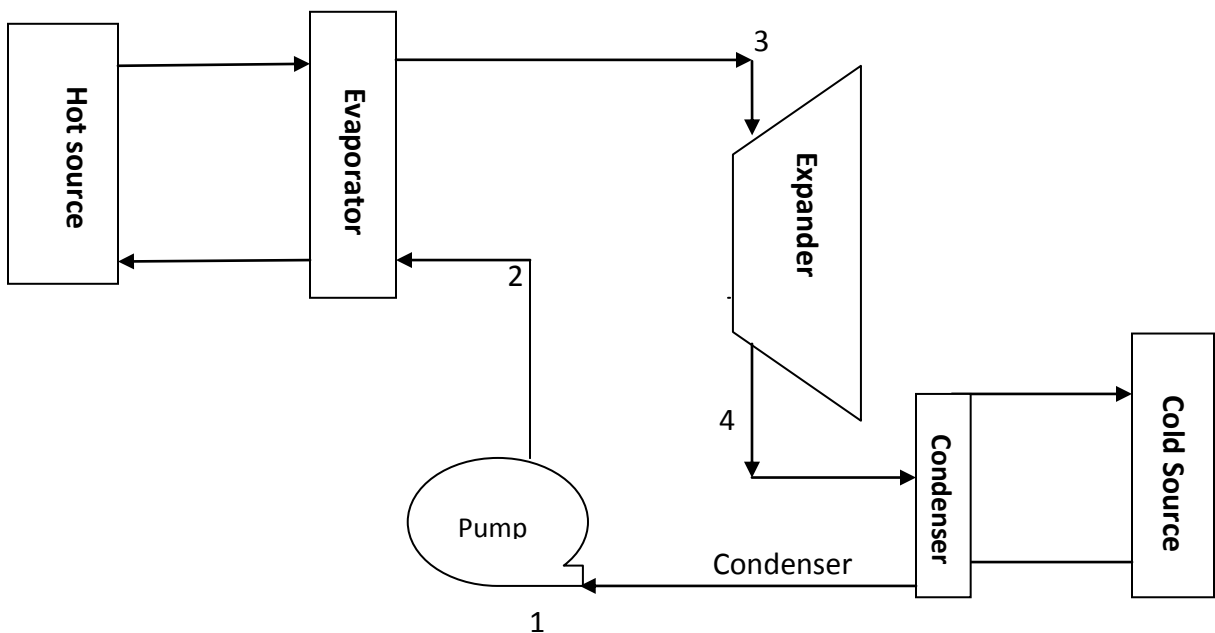 3
Hot source
Evaporator
Expander
2
4
Condenser
Cold Source
Pump
Condenser
1